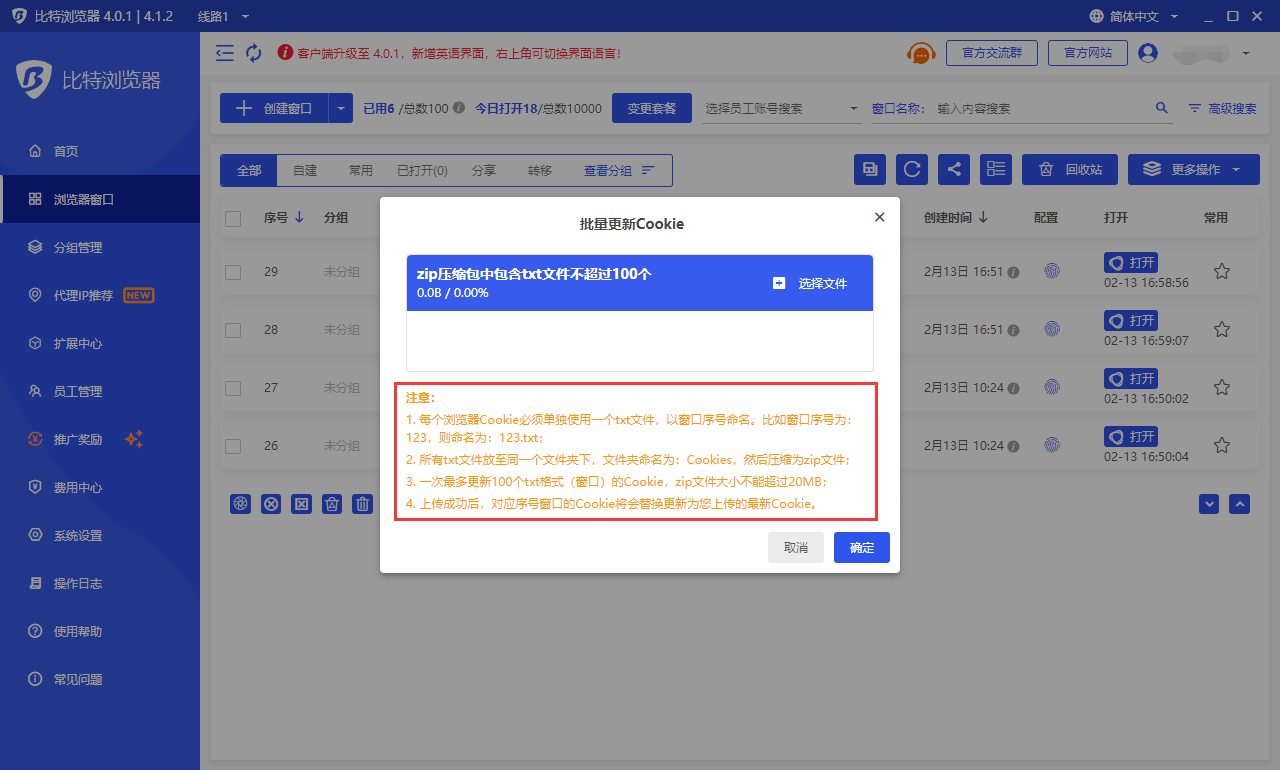 比特浏览器 4.0.1 | 4.1.2 线路1 简体中文
比特浏览器
客户端升级至 4.0.1，新增英语界面，右上角可切换界面语言！ 官方交流群 官方网站
创建窗口 已用6 /总数100 今日打开18/总数10000 变更套餐 选择员工账号搜索 窗口名称： 输入内容搜索 高级搜索
首页
浏览器窗口
分组管理
代理IP推荐 NEW
扩展中心
员工管理
推广奖励
费用中心
系统设置
操作日志
使用帮助
常见问题
全部 自建 常用 已打开(0) 分享 转移 查看分组 回收站 更多操作
序号 分组 创建时间 配置 打开 常用
29 未分组 2月13日 16:51 打开
02-13 16:58:56
28 未分组 2月13日 16:51 打开
02-13 16:59:07
27 未分组 2月13日 10:24 打开
02-13 16:50:02
26 未分组 2月13日 10:24 打开
02-13 16:50:04
批量更新Cookie
zip压缩包中包含txt文件不超过100个
0.0B / 0.00%
选择文件
注意：
1. 每个浏览器Cookie必须单独使用一个txt文件，以窗口序号命名。比如窗口序号为：
123，则命名为：123.txt；
2. 所有txt文件放至同一个文件夹下，文件夹命名为：Cookies，然后压缩为zip文件；
3. 一次最多更新100个txt格式（窗口）的Cookie，zip文件大小不能超过20MB；
4. 上传成功后，对应序号窗口的Cookie将会替换更新为您上传的最新Cookie。
取消 确定